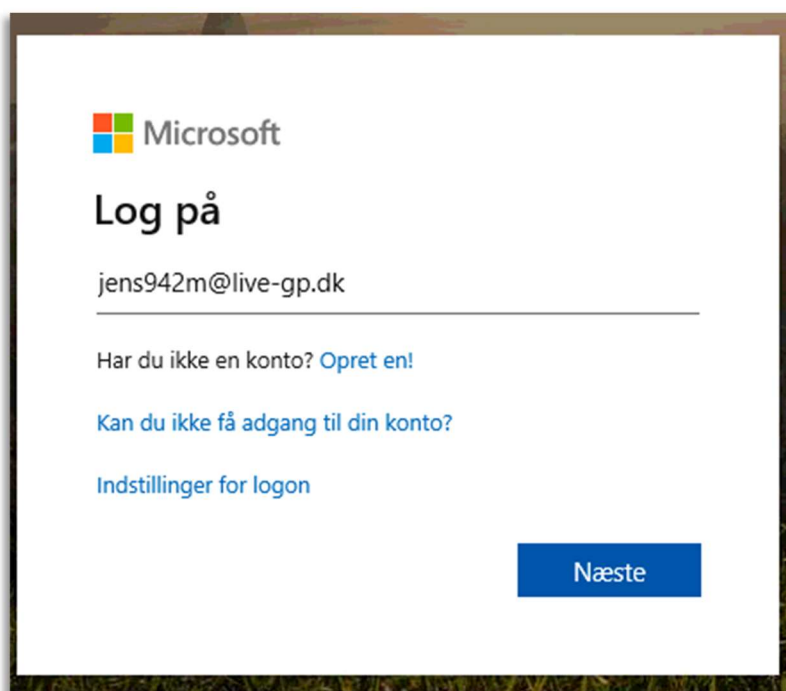 Microsoft
Log på
jens942m@live-gp.dk
Har du ikke en konto? Opret en!
Kan du ikke få adgang til din konto?
Indstillinger for logon
Næste